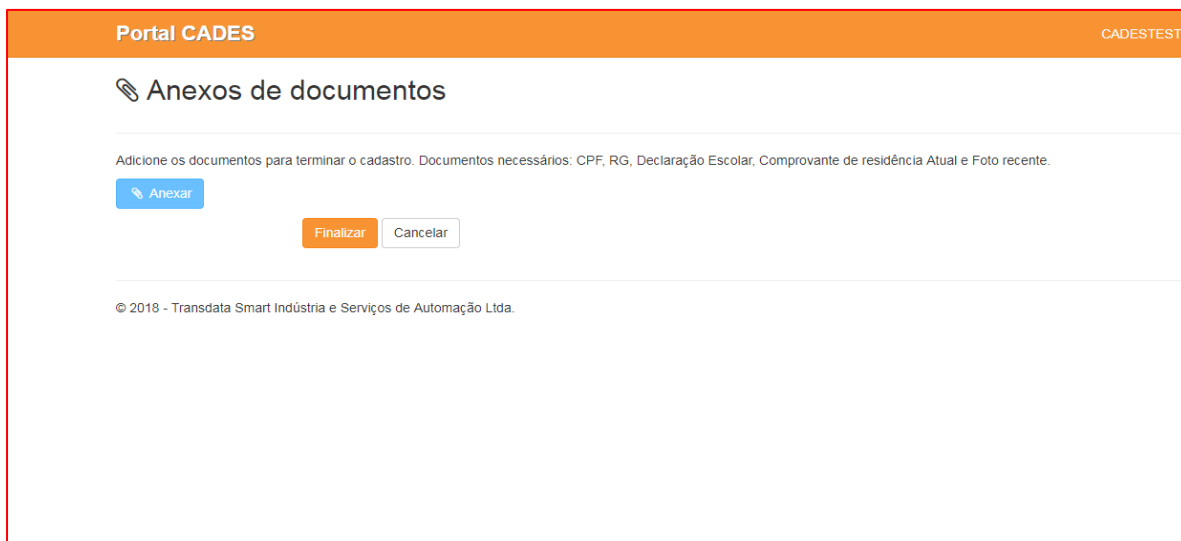 Portal CADES
CADESTEST
Anexos de documentos
Adicione os documentos para terminar o cadastro. Documentos necessários: CPF, RG, Declaração Escolar, Comprovante de residência Atual e Foto recente.
Anexar
Finalizar Cancelar
© 2018 - Transdata Smart Indústria e Serviços de Automação Ltda.